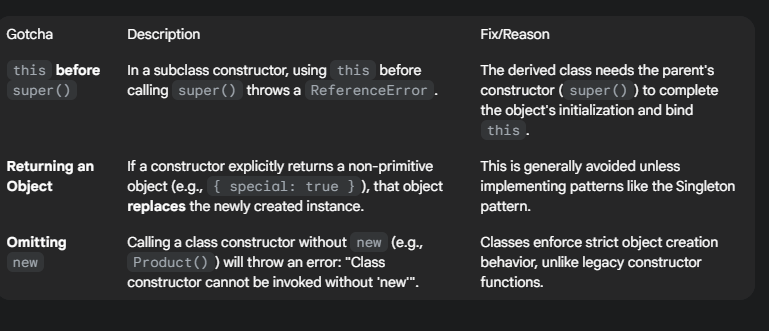 Gotcha Description Fix/Reason
this before super()
In a subclass constructor, using this before
calling super() throws a ReferenceError.
The derived class needs the parent's
constructor (super()) to complete
the object's initialization and bind
this.
Returning an
Object
If a constructor explicitly returns a non-primitive
object (e.g., { special: true }), that object
replaces the newly created instance.
This is generally avoided unless
implementing patterns like the Singleton
pattern.
Omitting
new
Calling a class constructor without new (e.g.,
Product()) will throw an error: "Class
constructor cannot be invoked without 'new'".
Classes enforce strict object creation
behavior, unlike legacy constructor
functions.